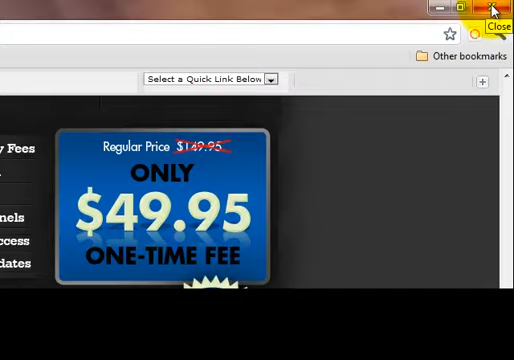 Close
Other bookmarks
Select a Quick Link Below
y Fees
Regular Price $149.95
ONLY
$49.95
nels
ccess
ONE-TIME FEE
dates